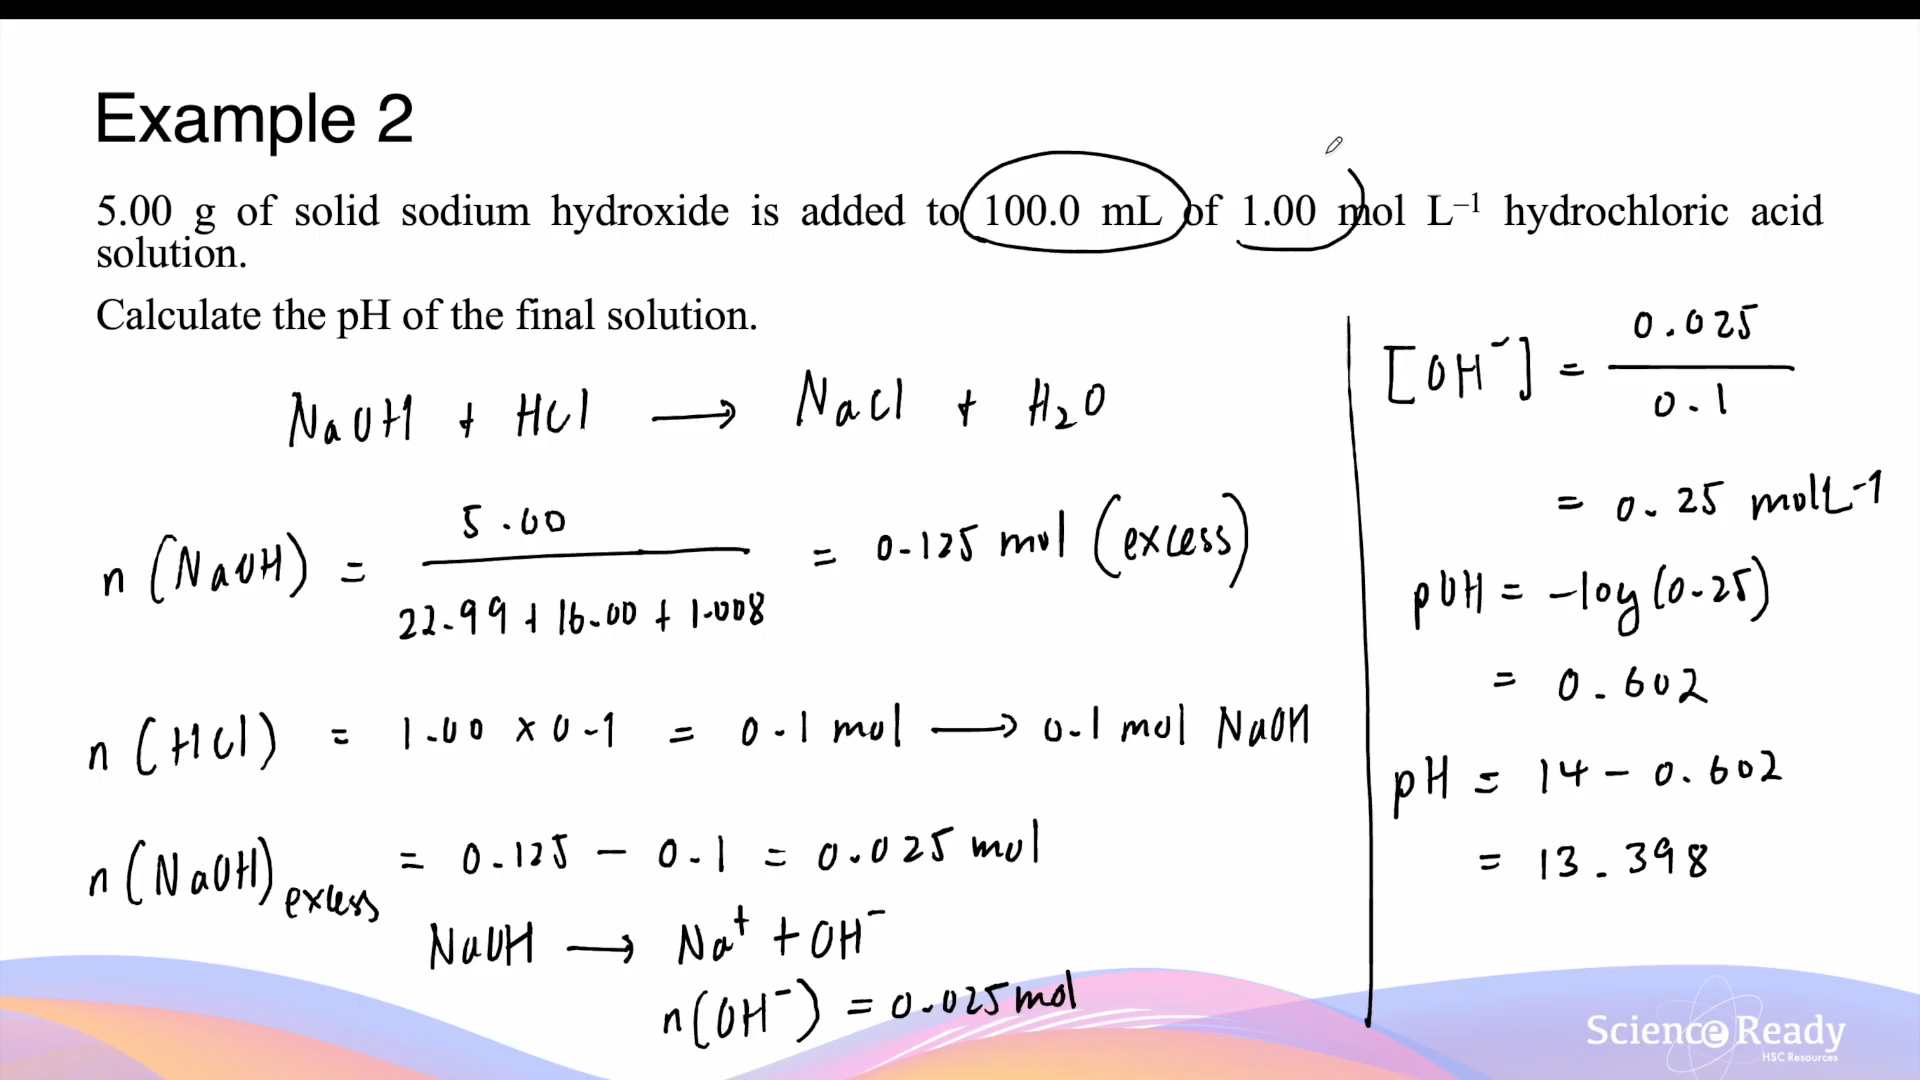 Example 2
5.00 g of solid sodium hydroxide is added to 100.0 mL of 1.00 mol L⁻¹ hydrochloric acid
solution.
Calculate the pH of the final solution.
NaOH + HCl ⟶ NaCl + H₂O
n(NaOH) = 5.00 / 22.99 + 16.00 + 1.008 = 0.125 mol (excess)
n(HCl) = 1.00 × 0.1 = 0.1 mol ⟶ 0.1 mol NaOH
n(NaOH)excess = 0.125 − 0.1 = 0.025 mol
NaOH ⟶ Na⁺ + OH⁻
n(OH⁻) = 0.025 mol
[OH⁻] = 0.025 / 0.1
= 0.25 mol L⁻¹
pOH = −log(0.25)
= 0.602
pH = 14 − 0.602
= 13.398
Science Ready
HSC Resources